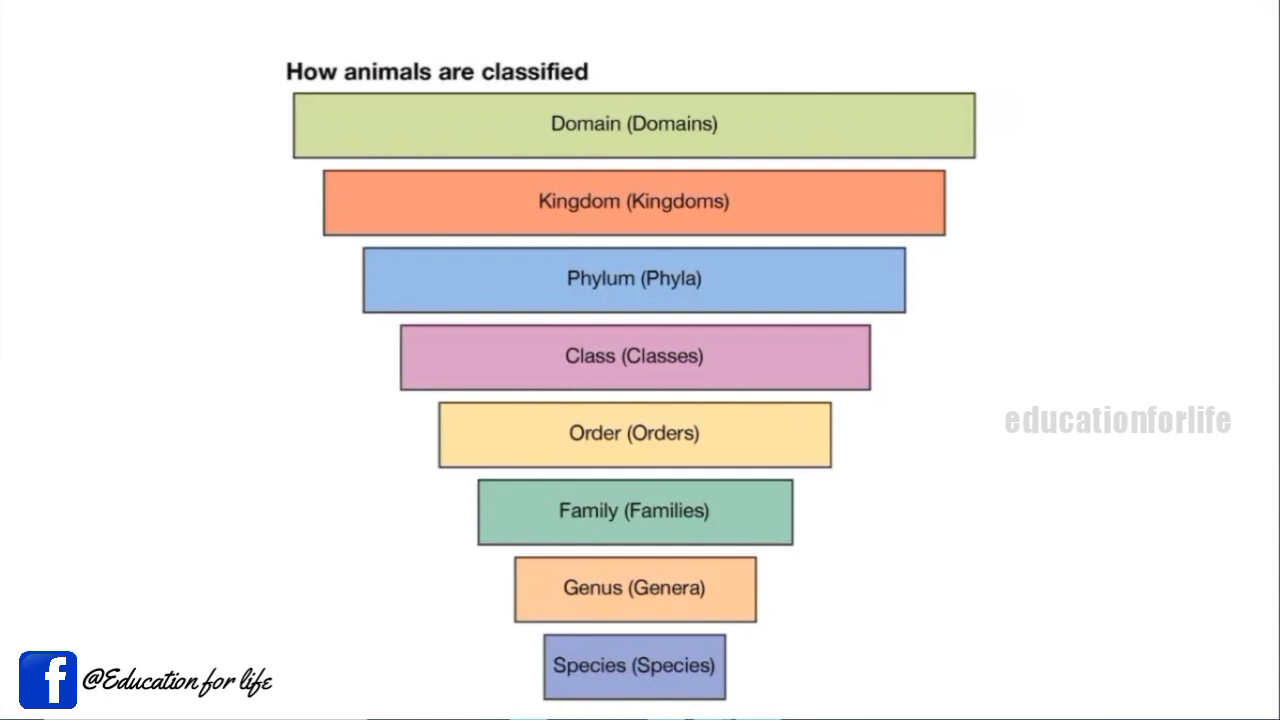 How animals are classified
Domain (Domains)
Kingdom (Kingdoms)
Phylum (Phyla)
Class (Classes)
Order (Orders)
educationforlife
Family (Families)
Genus (Genera)
Species (Species)
f @Education for life